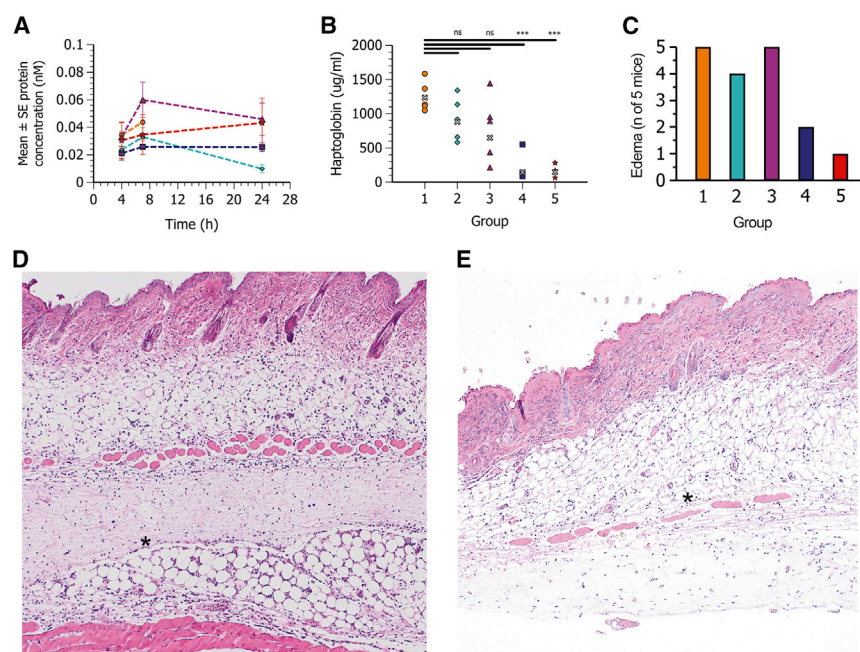 A
Mean ± SE protein
concentration (nM)
0.1
0.08
0.06
0.04
0.02
0
0 4 8 12 16 20 24 28
Time (h)
B
ns ns *** ***
Haptoglobin (ug/ml)
2000
1500
1000
500
0
1 2 3 4 5
Group
C
Edema (n of 5 mice)
5
4
3
2
1
1 2 3 4 5
Group
D
*
E
*